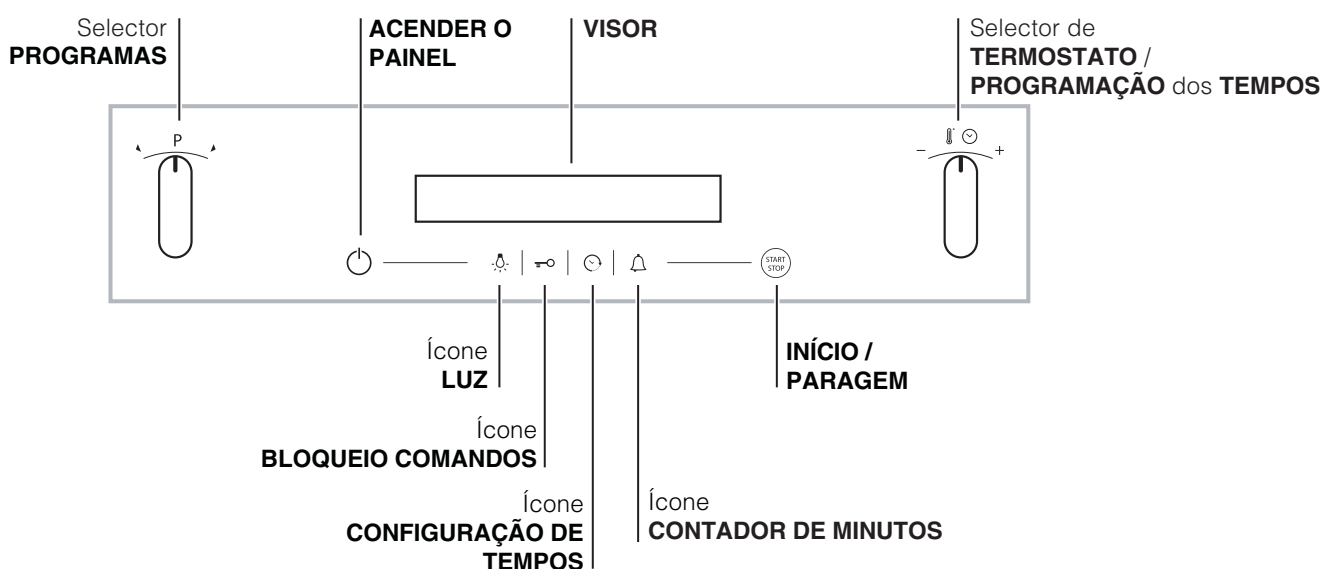 Selector
PROGRAMAS
ACENDER O
PAINEL
VISOR
Selector de
TERMOSTATO /
PROGRAMAÇÃO dos TEMPOS
P
- +
START
STOP
Ícone
LUZ
INÍCIO /
PARAGEM
Ícone
BLOQUEIO COMANDOS
Ícone
CONFIGURAÇÃO DE
TEMPOS
Ícone
CONTADOR DE MINUTOS